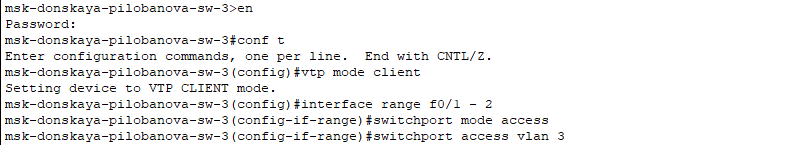 msk-donskaya-pilobanova-sw-3>en
Password:
msk-donskaya-pilobanova-sw-3#conf t
Enter configuration commands, one per line.  End with CNTL/Z.
msk-donskaya-pilobanova-sw-3(config)#vtp mode client
Setting device to VTP CLIENT mode.
msk-donskaya-pilobanova-sw-3(config)#interface range f0/1 - 2
msk-donskaya-pilobanova-sw-3(config-if-range)#switchport mode access
msk-donskaya-pilobanova-sw-3(config-if-range)#switchport access vlan 3